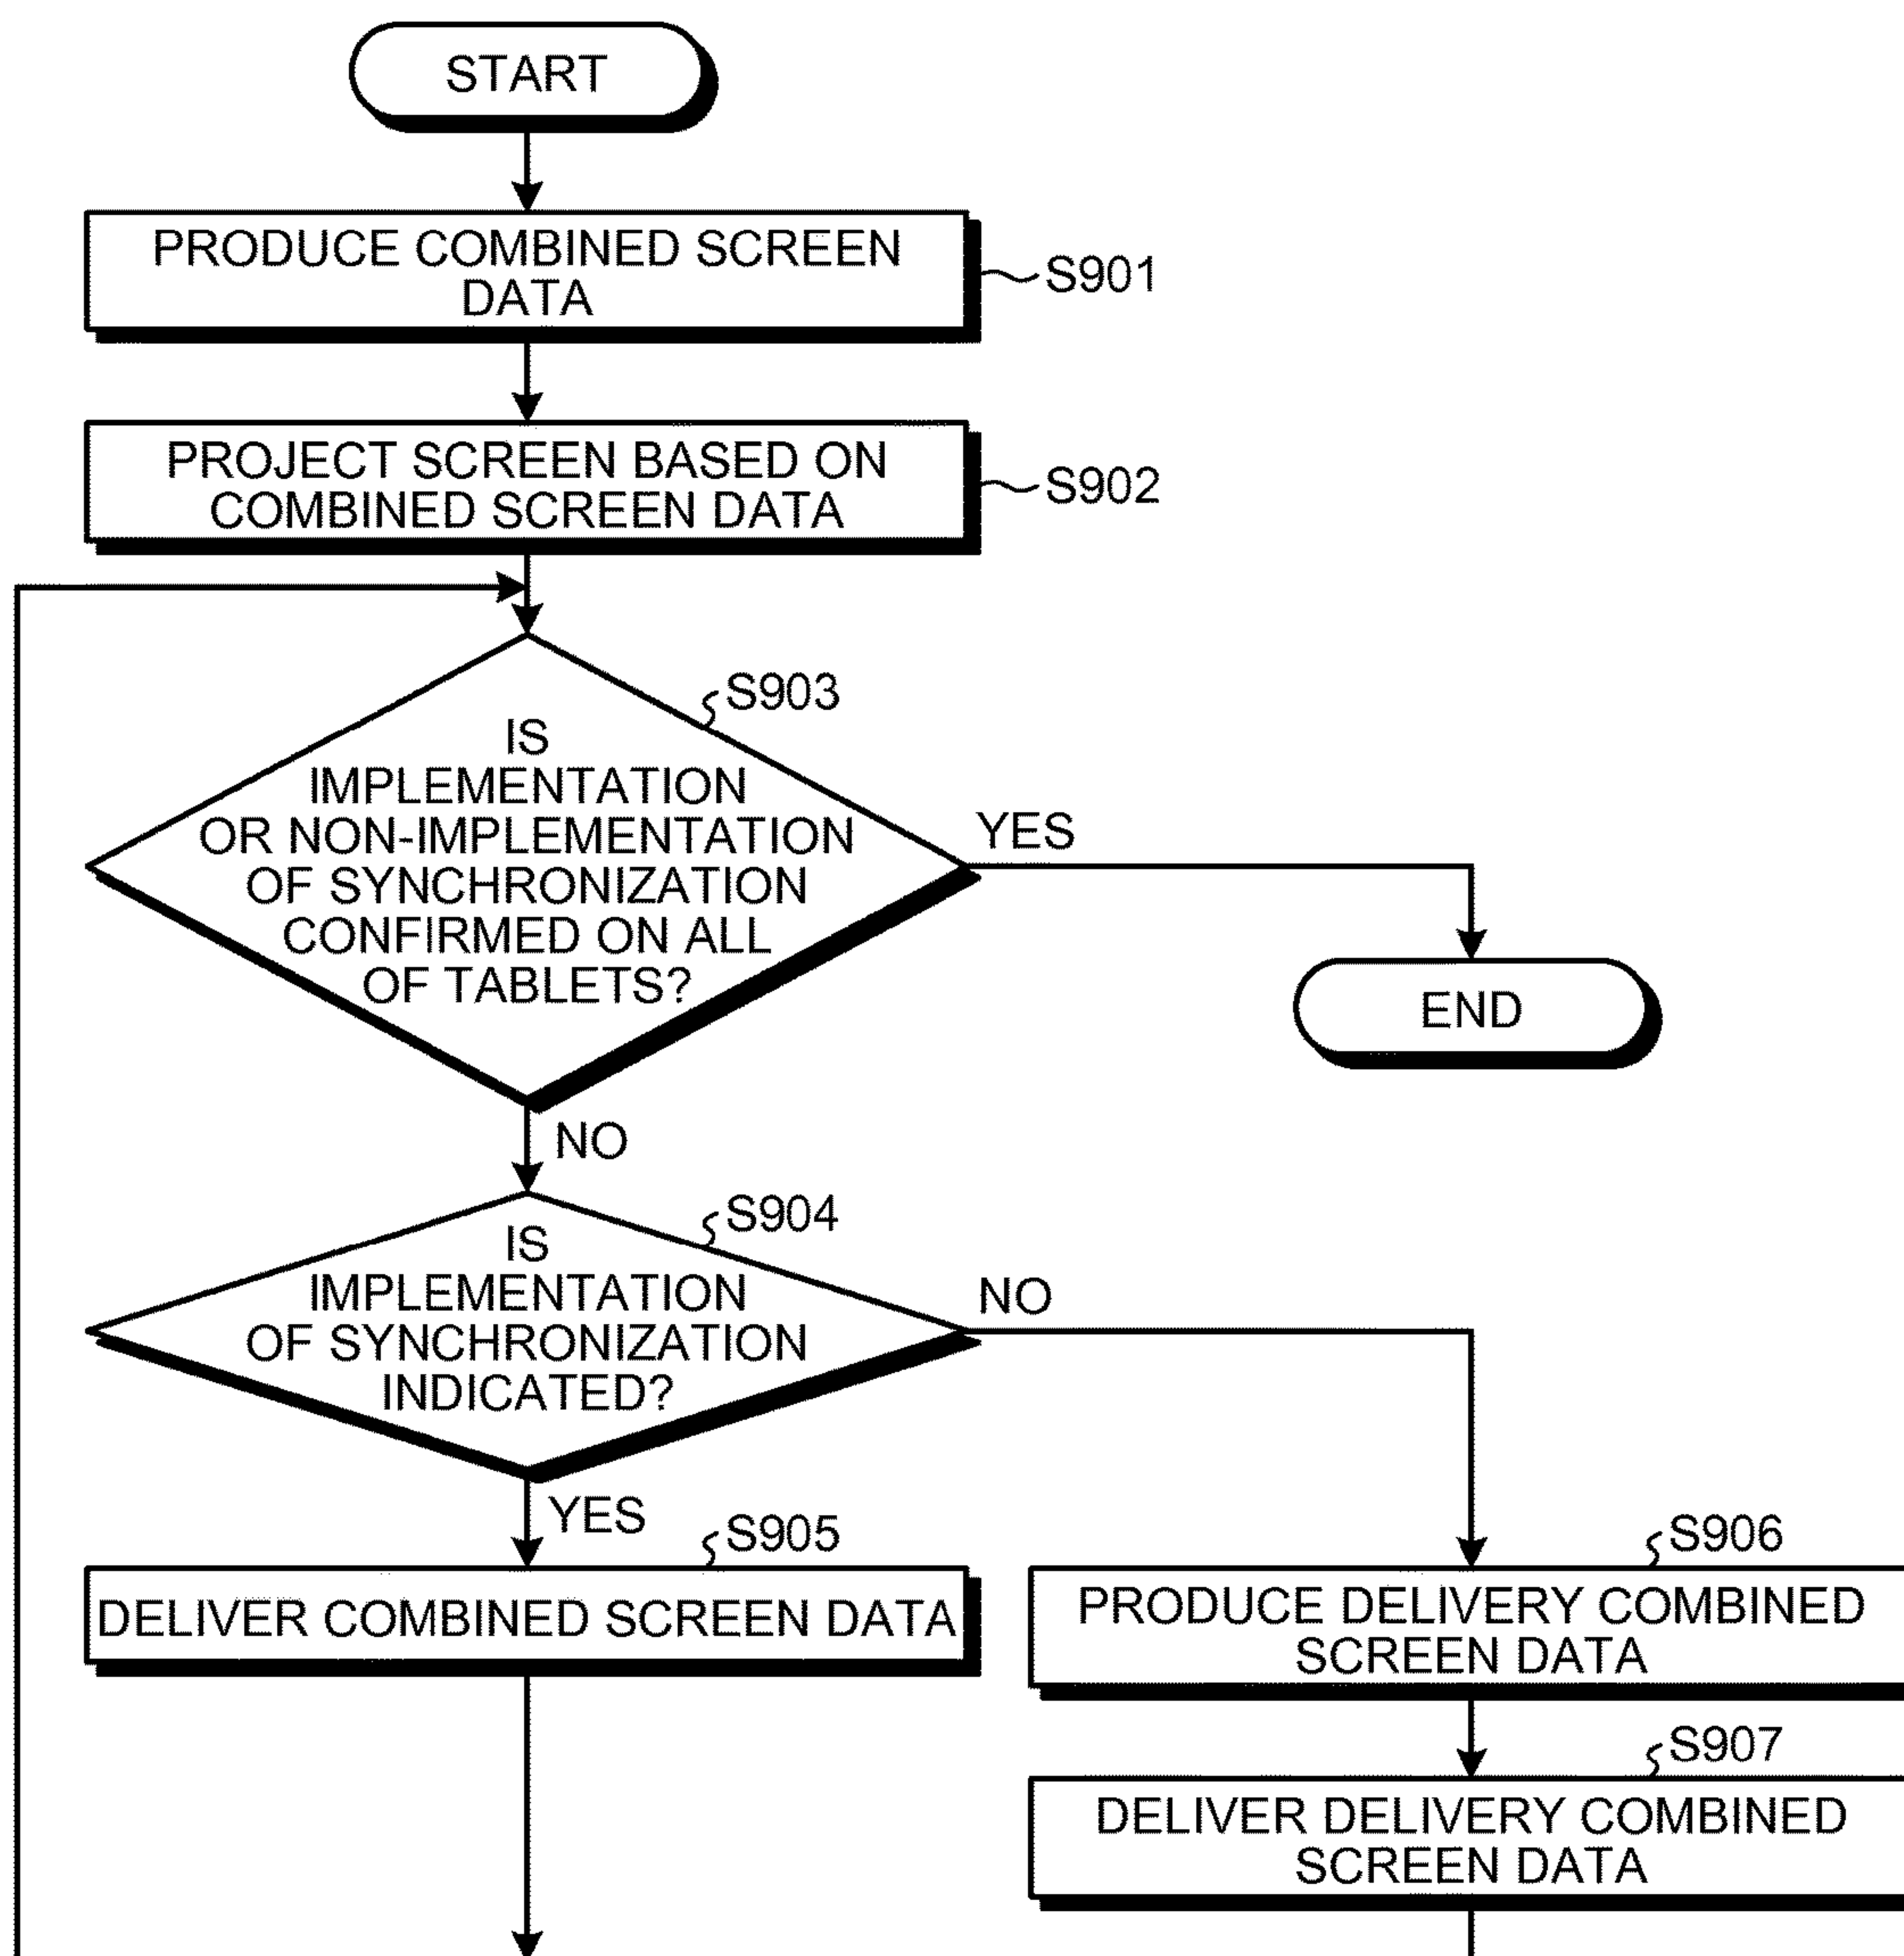 START
PRODUCE COMBINED SCREEN
DATA
S901
PROJECT SCREEN BASED ON
COMBINED SCREEN DATA
S902
S903
IS
IMPLEMENTATION
OR NON-IMPLEMENTATION
OF SYNCHRONIZATION
CONFIRMED ON ALL
OF TABLETS?
YES
END
NO
S904
IS
IMPLEMENTATION
OF SYNCHRONIZATION
INDICATED?
NO
YES
S905
DELIVER COMBINED SCREEN DATA
S906
PRODUCE DELIVERY COMBINED
SCREEN DATA
S907
DELIVER DELIVERY COMBINED
SCREEN DATA